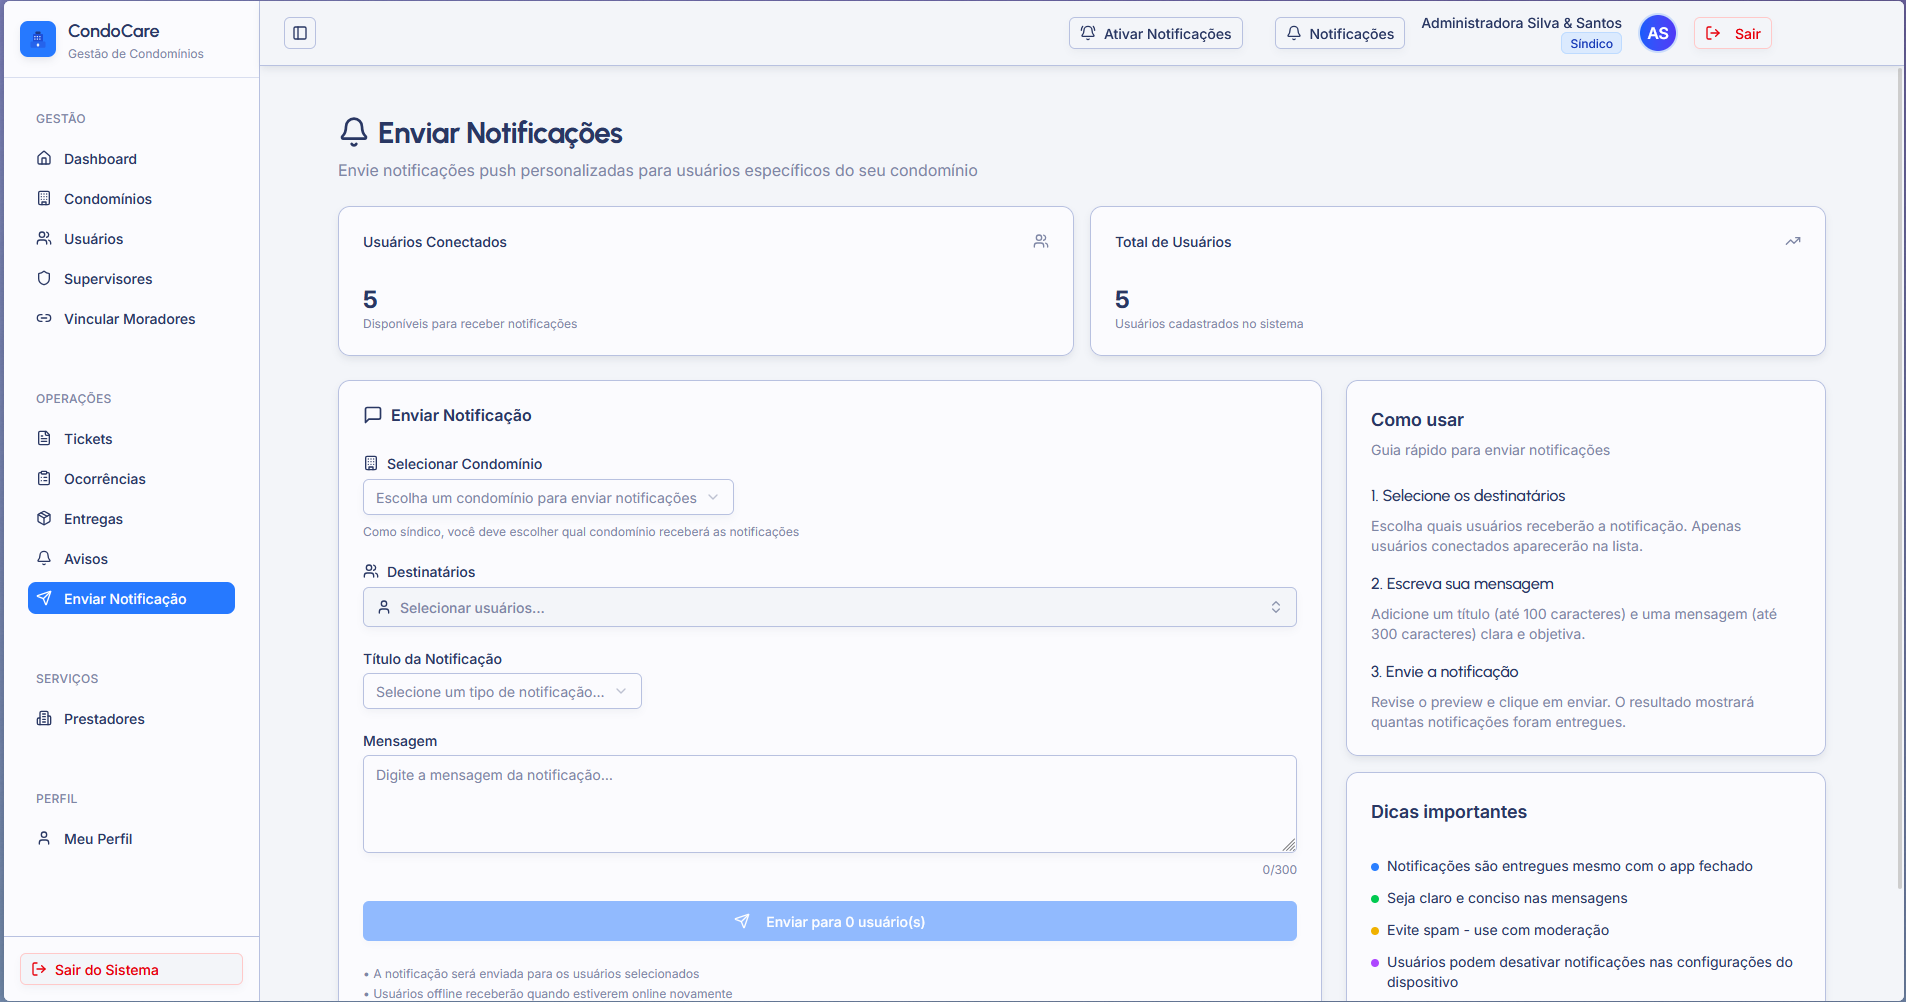 CondoCare
Gestão de Condomínios
GESTÃO
Dashboard
Condomínios
Usuários
Supervisores
Vincular Moradores
OPERAÇÕES
Tickets
Ocorrências
Entregas
Avisos
Enviar Notificação
SERVIÇOS
Prestadores
PERFIL
Meu Perfil
Sair do Sistema
Ativar Notificações
Notificações
Administradora Silva & Santos
Síndico
AS
Sair
Enviar Notificações
Envie notificações push personalizadas para usuários específicos do seu condomínio
Usuários Conectados
5
Disponíveis para receber notificações
Total de Usuários
5
Usuários cadastrados no sistema
Enviar Notificação
Selecionar Condomínio
Escolha um condomínio para enviar notificações
Como síndico, você deve escolher qual condomínio receberá as notificações
Destinatários
Selecionar usuários...
Título da Notificação
Selecione um tipo de notificação...
Mensagem
Digite a mensagem da notificação...
0/300
Enviar para 0 usuário(s)
• A notificação será enviada para os usuários selecionados
• Usuários offline receberão quando estiverem online novamente
Como usar
Guia rápido para enviar notificações
1. Selecione os destinatários
Escolha quais usuários receberão a notificação. Apenas
usuários conectados aparecerão na lista.
2. Escreva sua mensagem
Adicione um título (até 100 caracteres) e uma mensagem (até
300 caracteres) clara e objetiva.
3. Envie a notificação
Revise o preview e clique em enviar. O resultado mostrará
quantas notificações foram entregues.
Dicas importantes
Notificações são entregues mesmo com o app fechado
Seja claro e conciso nas mensagens
Evite spam - use com moderação
Usuários podem desativar notificações nas configurações do
dispositivo